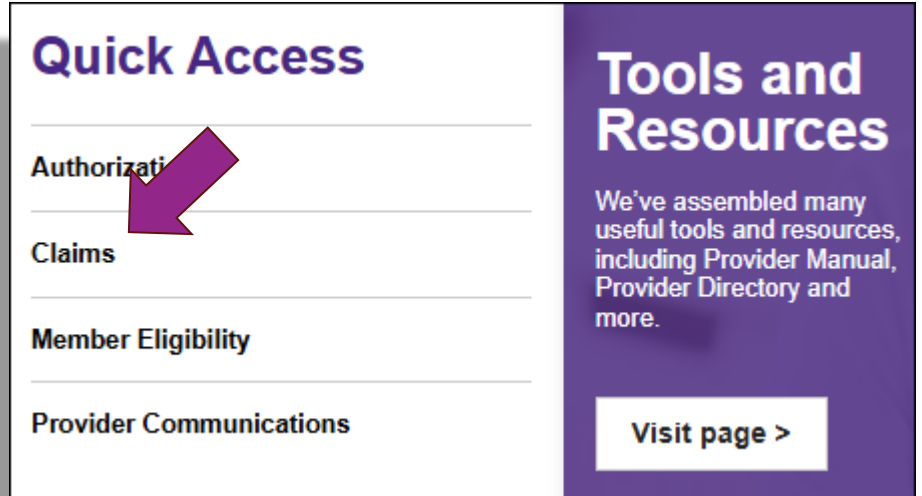 Quick Access
Authorizati
Claims
Member Eligibility
Provider Communications
Tools and
Resources
We've assembled many
useful tools and resources,
including Provider Manual,
Provider Directory and
more.
Visit page >